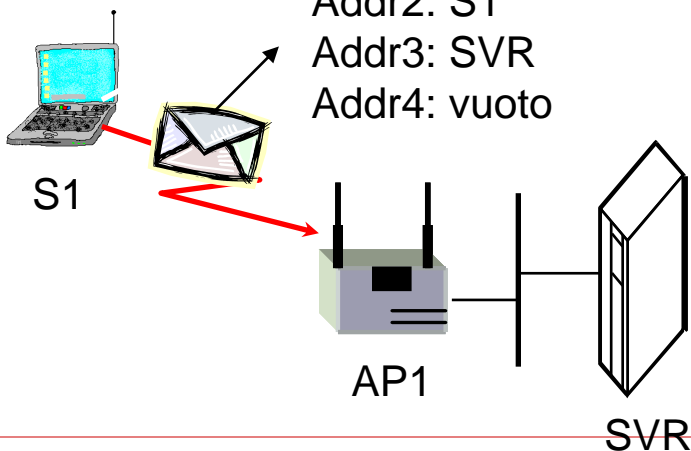 Addr2: S1
Addr3: SVR
Addr4: vuoto
S1
AP1
SVR